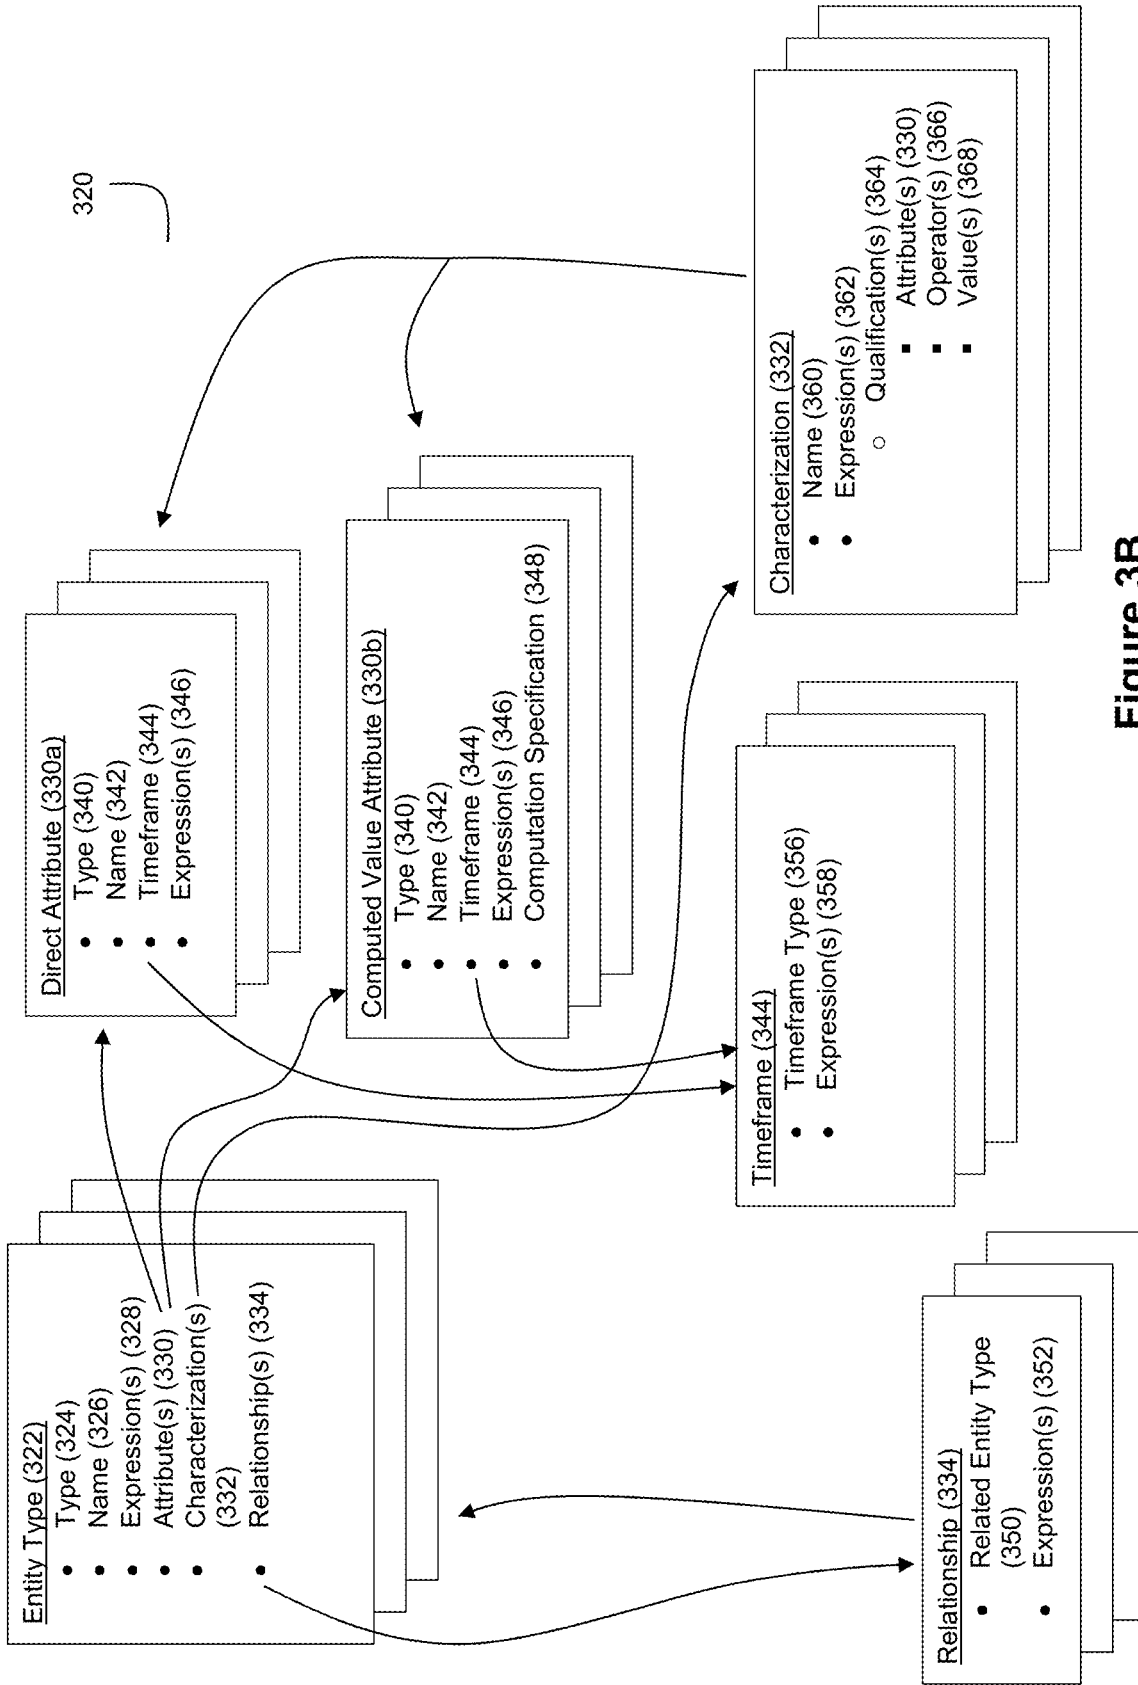 320
Entity Type (322)
• Type (324)
• Name (326)
• Expression(s) (328)
• Attribute(s) (330)
• Characterization(s)
(332)
• Relationship(s) (334)
Direct Attribute (330a)
• Type (340)
• Name (342)
• Timeframe (344)
• Expression(s) (346)
Computed Value Attribute (330b)
• Type (340)
• Name (342)
• Timeframe (344)
• Expression(s) (346)
• Computation Specification (348)
Relationship (334)
• Related Entity Type
(350)
• Expression(s) (352)
Timeframe (344)
• Timeframe Type (356)
• Expression(s) (358)
Characterization (332)
• Name (360)
• Expression(s) (362)
○ Qualification(s) (364)
▪ Attribute(s) (330)
▪ Operator(s) (366)
▪ Value(s) (368)
Figure 3B